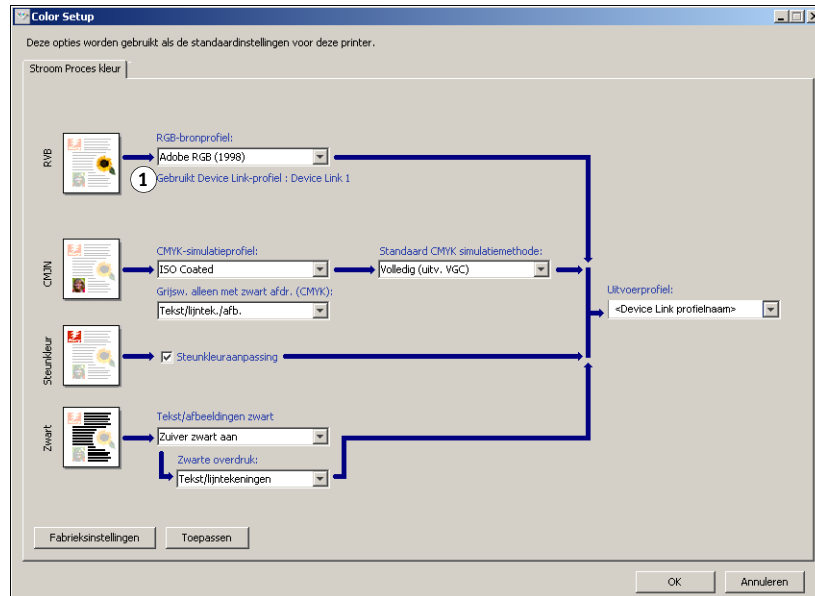 Color Setup
Deze opties worden gebruikt als de standaardinstellingen voor deze printer.
Stroom Proces kleur
RVB
RGB-bronprofiel:
Adobe RGB (1998)
1
Gebruikt Device Link-profiel : Device Link 1
CMJN
CMYK-simulatieprofiel:
ISO Coated
Standaard CMYK simulatiemethode:
Volledig (uitv. VGC)
Grijsw. alleen met zwart afdr. (CMYK):
Tekst/lijntek./afb.
Uitvoerprofiel:
<Device Link profielnaam>
Steunkleur
Steunkleuraanpassing
Zwart
Tekst/afbeeldingen zwart
Zuiver zwart aan
Zwarte overdruk:
Tekst/lijntekeningen
Fabrieksinstellingen
Toepassen
OK
Annuleren